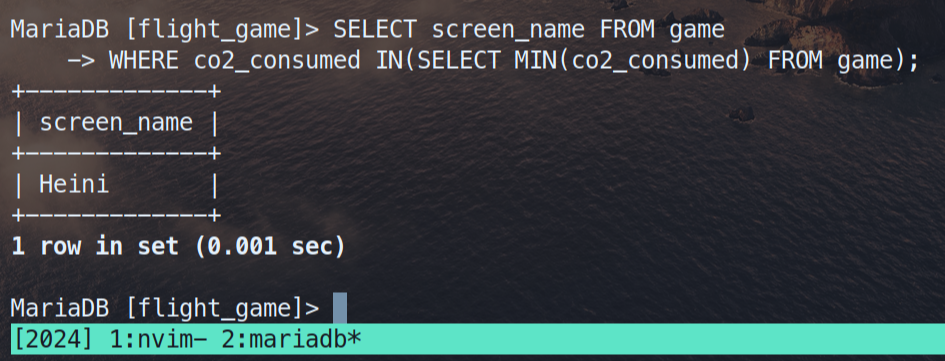 MariaDB [flight_game]> SELECT screen_name FROM game
    -> WHERE co2_consumed IN(SELECT MIN(co2_consumed) FROM game);
+-------------+
| screen_name |
+-------------+
| Heini       |
+-------------+
1 row in set (0.001 sec)
MariaDB [flight_game]>
[2024] 1:nvim- 2:mariadb*